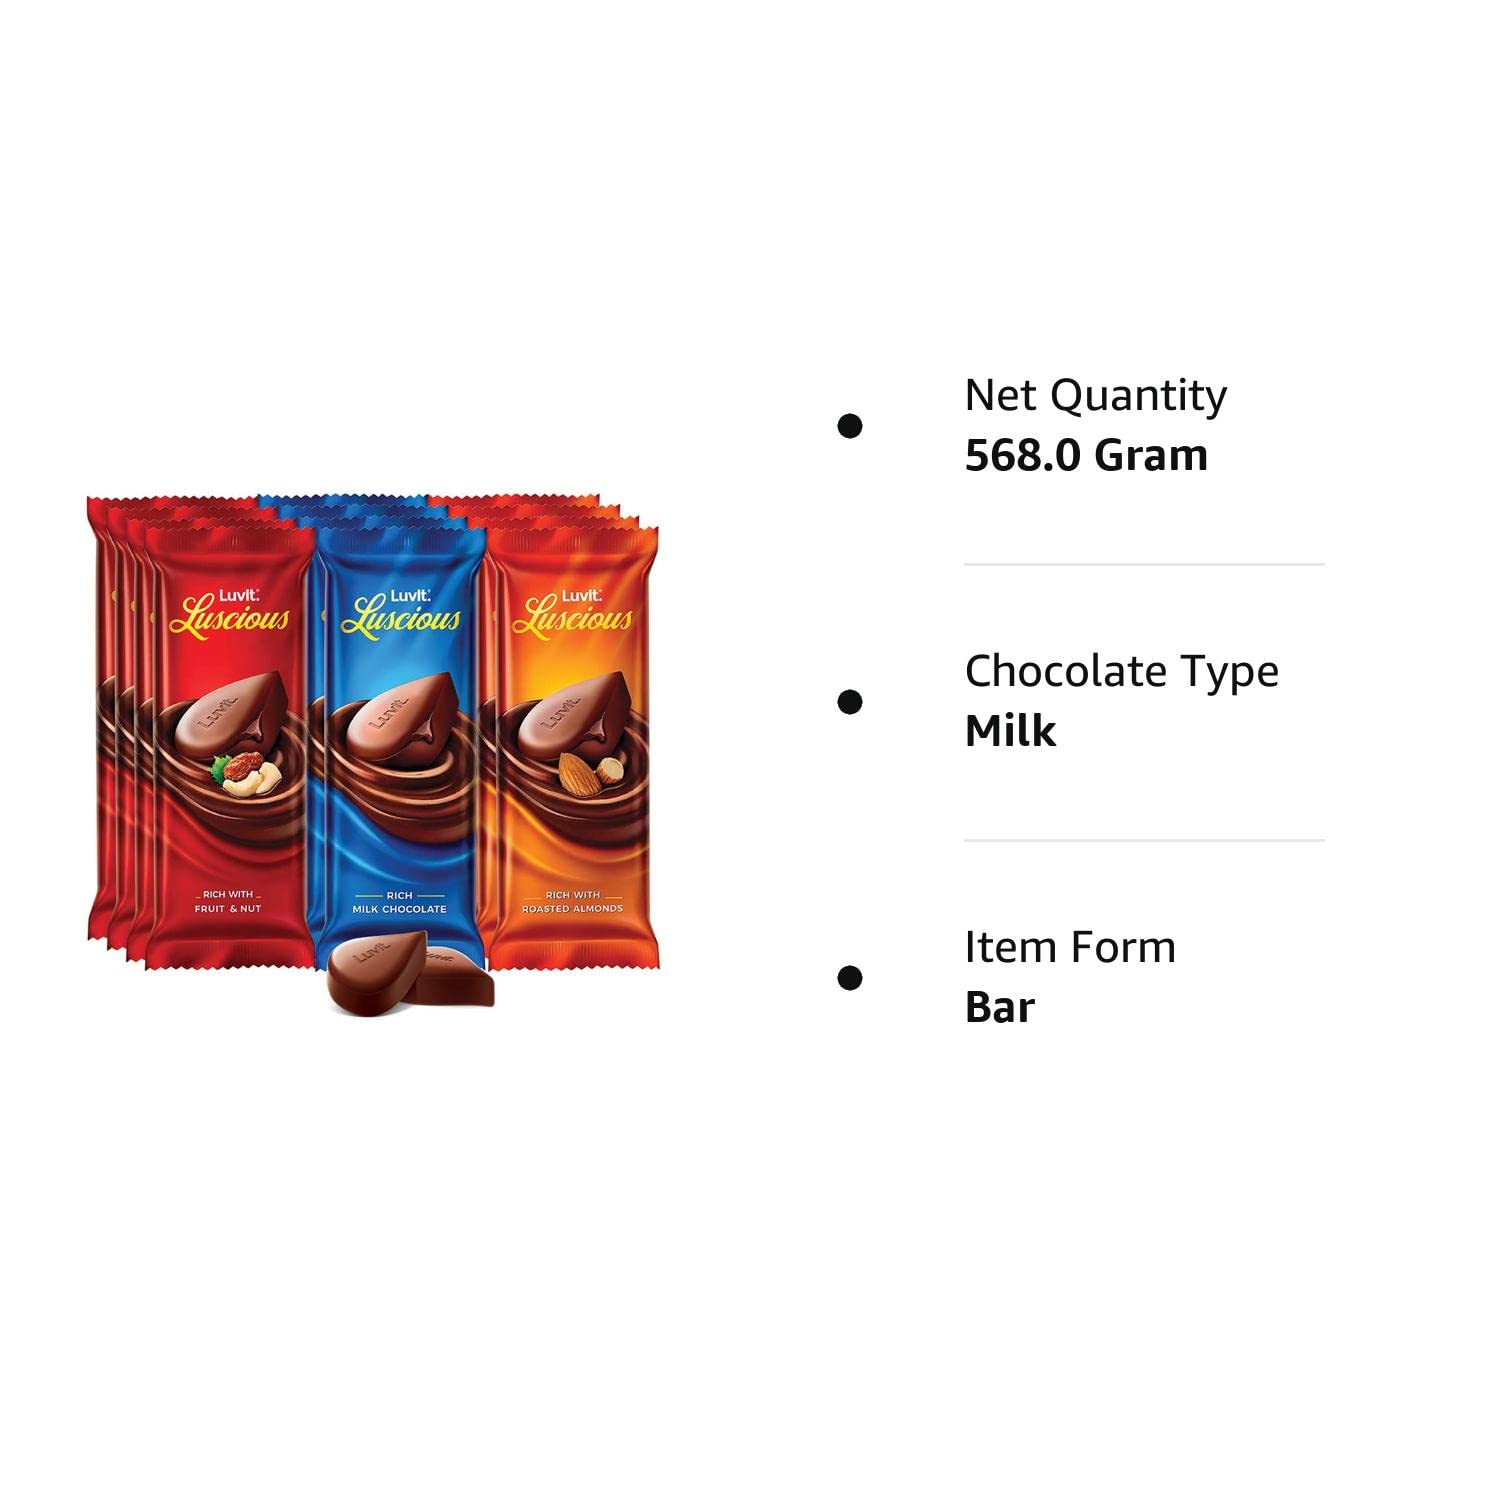 LuvIt.
Luscious
RICH WITH
FRUIT & NUT
LuvIt.
Luscious
RICH
MILK CHOCOLATE
LuvIt.
Luscious
RICH WITH
ROASTED ALMONDS
LuvIt.
LuvIt.
LuvIt.
LuvIt.
LuvIt.
Net Quantity
568.0 Gram
Chocolate Type
Milk
Item Form
Bar